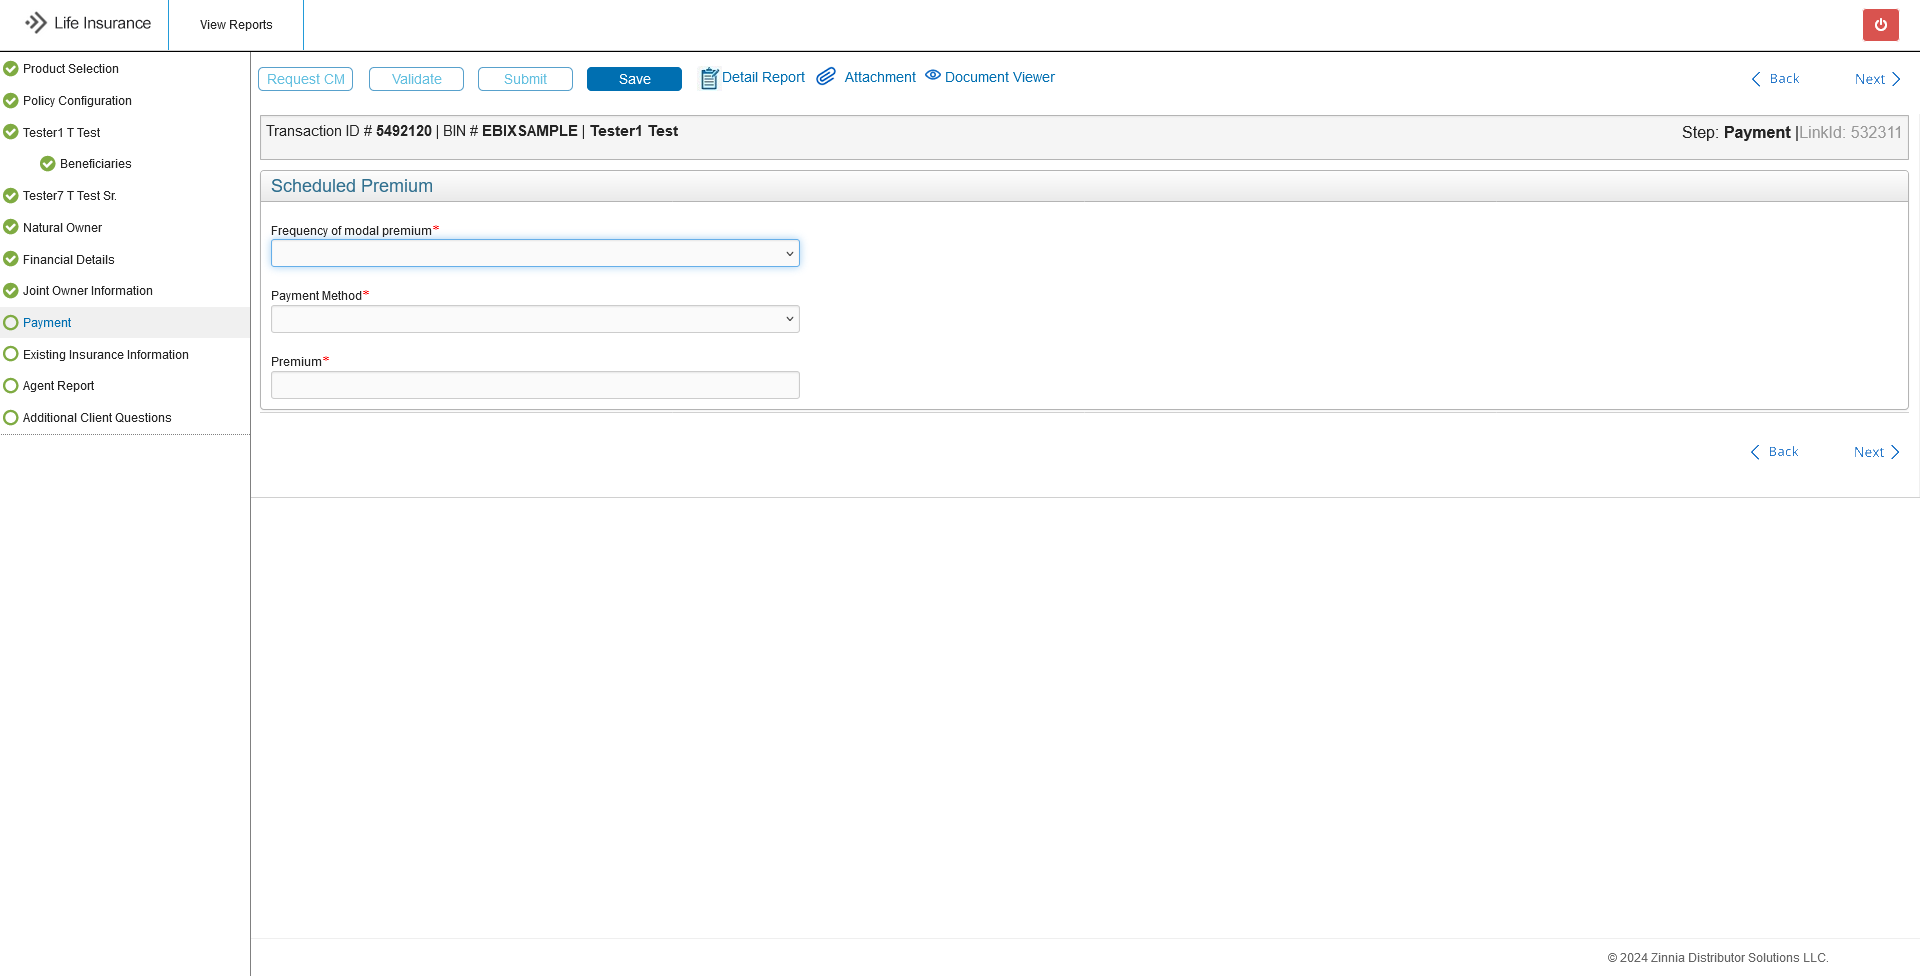 Life Insurance
View Reports
Product Selection
Policy Configuration
Tester1 T Test
Beneficiaries
Tester7 T Test Sr.
Natural Owner
Financial Details
Joint Owner Information
Payment
Existing Insurance Information
Agent Report
Additional Client Questions
Request CM
Validate
Submit
Save
Detail Report
Attachment
Document Viewer
Back
Next
Transaction ID # 5492120 | BIN # EBIXSAMPLE | Tester1 Test
Step: Payment |LinkId: 532311
Scheduled Premium
Frequency of modal premium*
Payment Method*
Premium*
Back
Next
© 2024 Zinnia Distributor Solutions LLC.